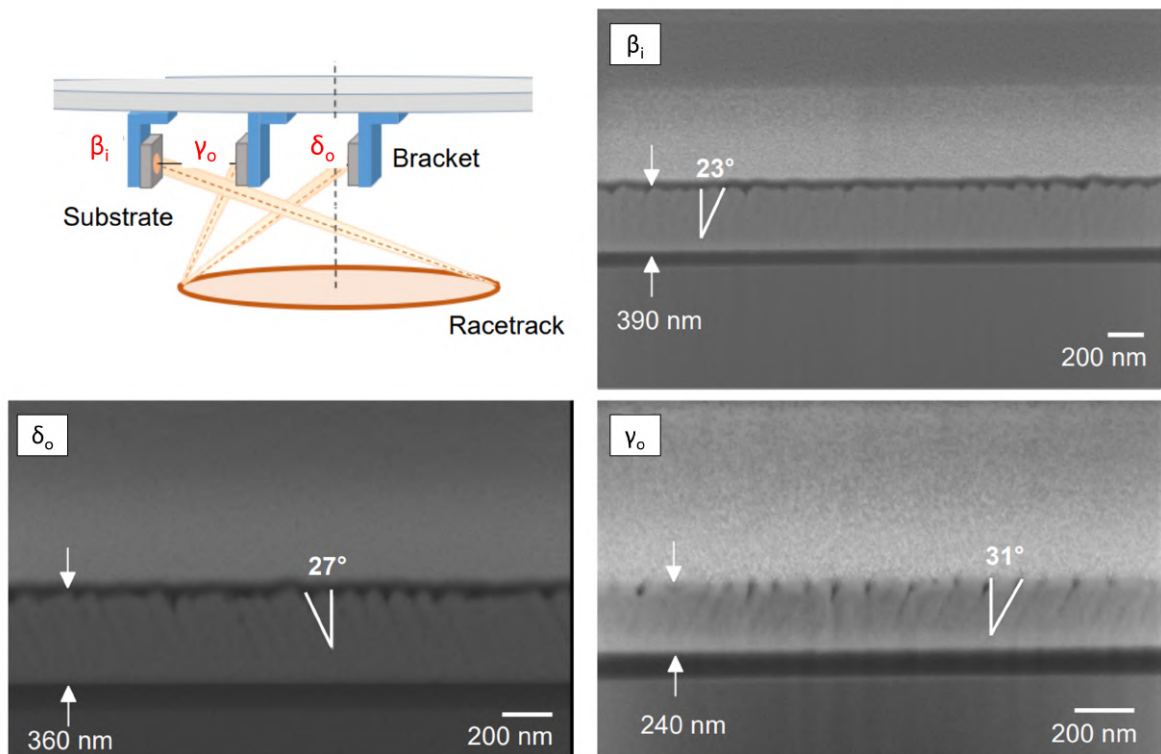 βi γo δo Bracket
Substrate
Racetrack
βi
23°
390 nm
200 nm
δo
27°
360 nm
200 nm
γo
31°
240 nm
200 nm